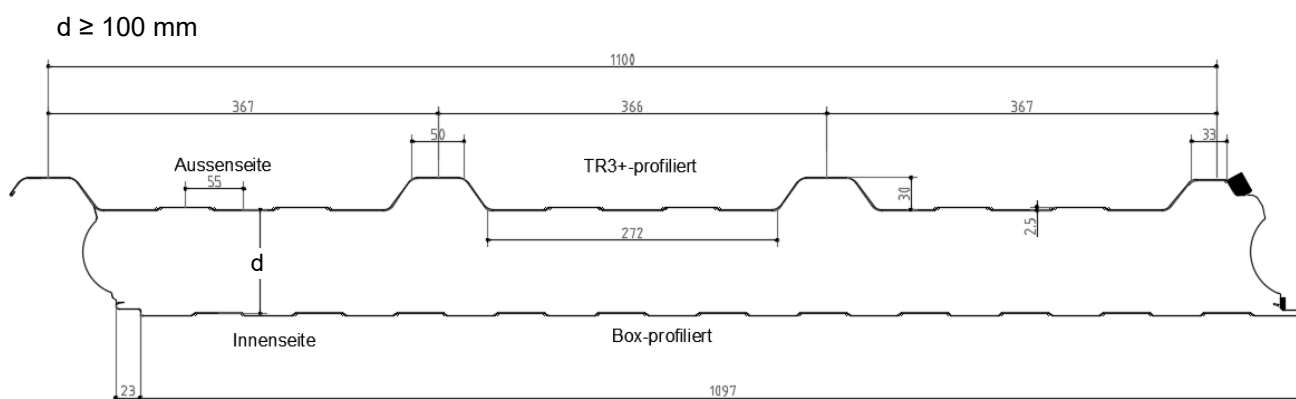 d ≥ 100 mm
1100
367 366 367
50 33
Aussenseite TR3+-profiliert
55
30
2.5
272
d
Innenseite Box-profiliert
23 1097